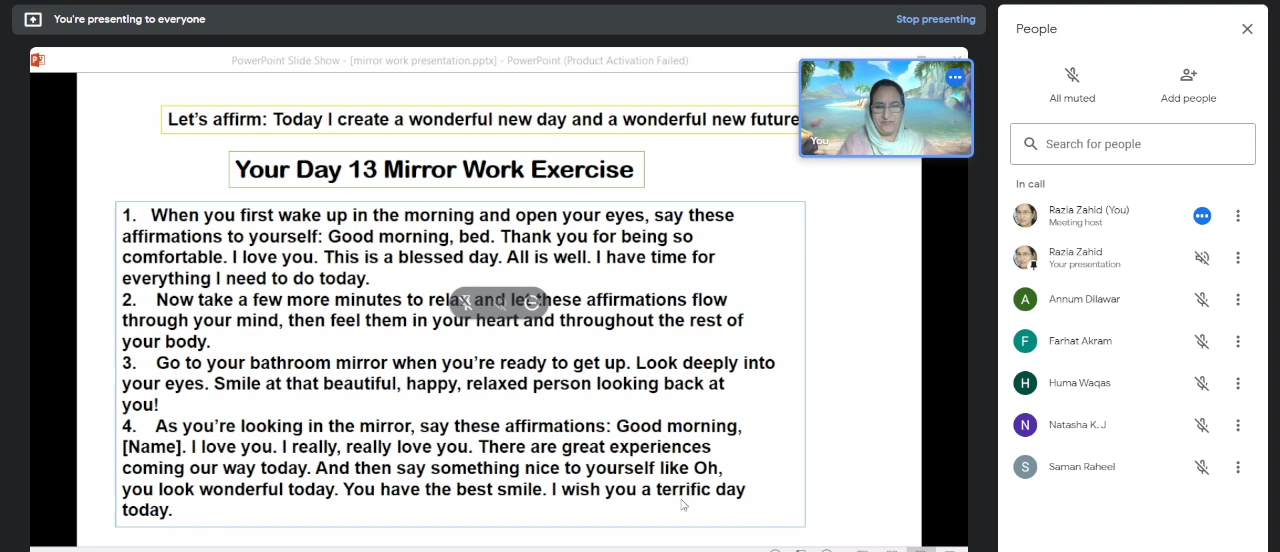 You're presenting to everyone
Stop presenting
PowerPoint Slide Show - [mirror work presentation.pptx] - PowerPoint (Product Activation Failed)
Let's affirm: Today I create a wonderful new day and a wonderful new future
You
Your Day 13 Mirror Work Exercise
1. When you first wake up in the morning and open your eyes, say these
affirmations to yourself: Good morning, bed. Thank you for being so
comfortable. I love you. This is a blessed day. All is well. I have time for
everything I need to do today.
2. Now take a few more minutes to relax and let these affirmations flow
through your mind, then feel them in your heart and throughout the rest of
your body.
3. Go to your bathroom mirror when you're ready to get up. Look deeply into
your eyes. Smile at that beautiful, happy, relaxed person looking back at
you!
4. As you're looking in the mirror, say these affirmations: Good morning,
[Name]. I love you. I really, really love you. There are great experiences
coming our way today. And then say something nice to yourself like Oh,
you look wonderful today. You have the best smile. I wish you a terrific day
today.
People
All muted
Add people
Search for people
In call
Razia Zahid (You)
Meeting host
Razia Zahid
Your presentation
A Annum Dilawar
F Farhat Akram
H Huma Waqas
N Natasha K.J
S Saman Raheel